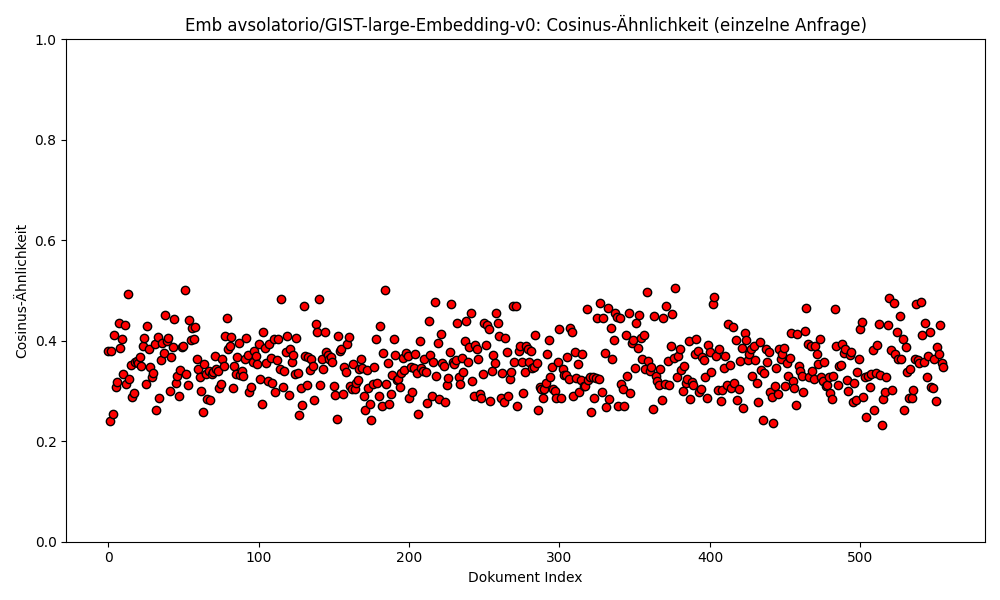 Emb avsolatorio/GIST-large-Embedding-v0: Cosinus-Ähnlichkeit (einzelne Anfrage)
1.0
0.8
0.6
0.4
0.2
0.0
Cosinus-Ähnlichkeit
0 100 200 300 400 500
Dokument Index